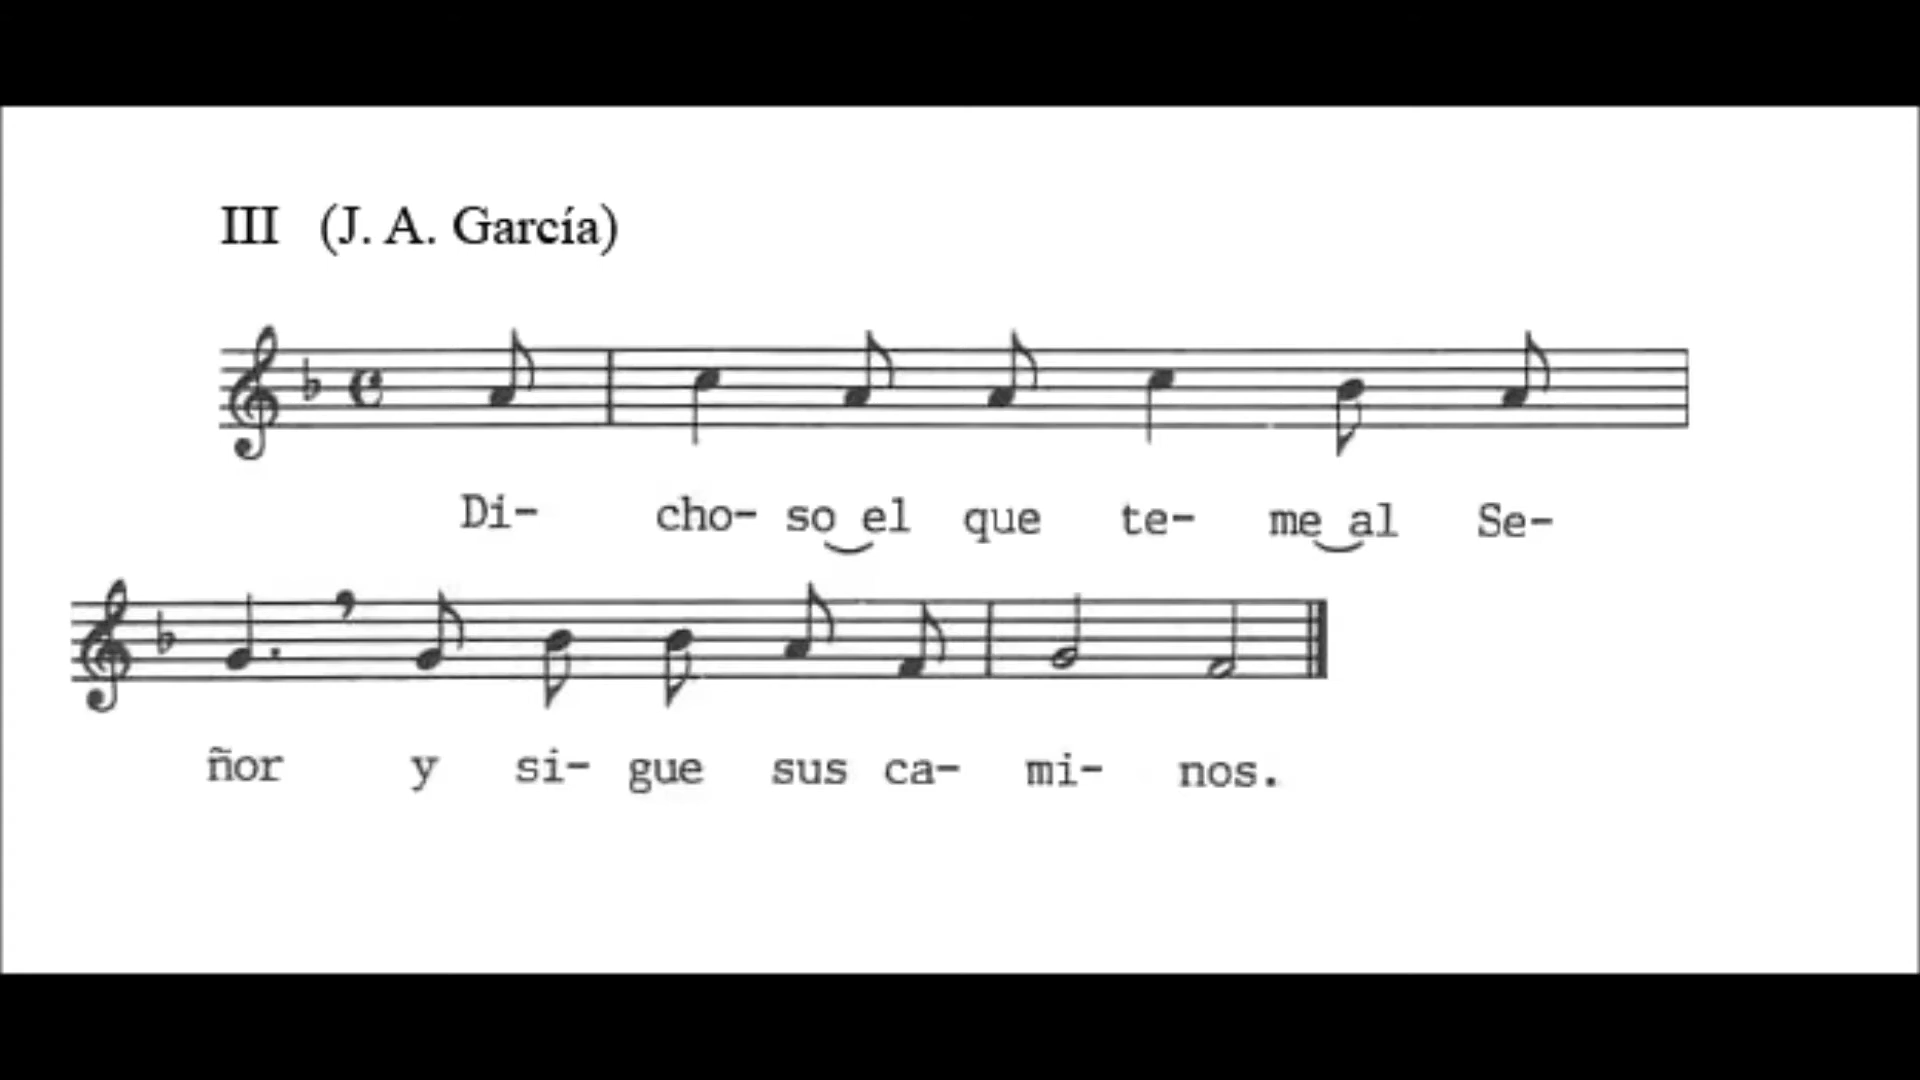 III (J. A. García)
Di- cho- so el que te- me al Se-
ñor y si- gue sus ca- mi- nos.